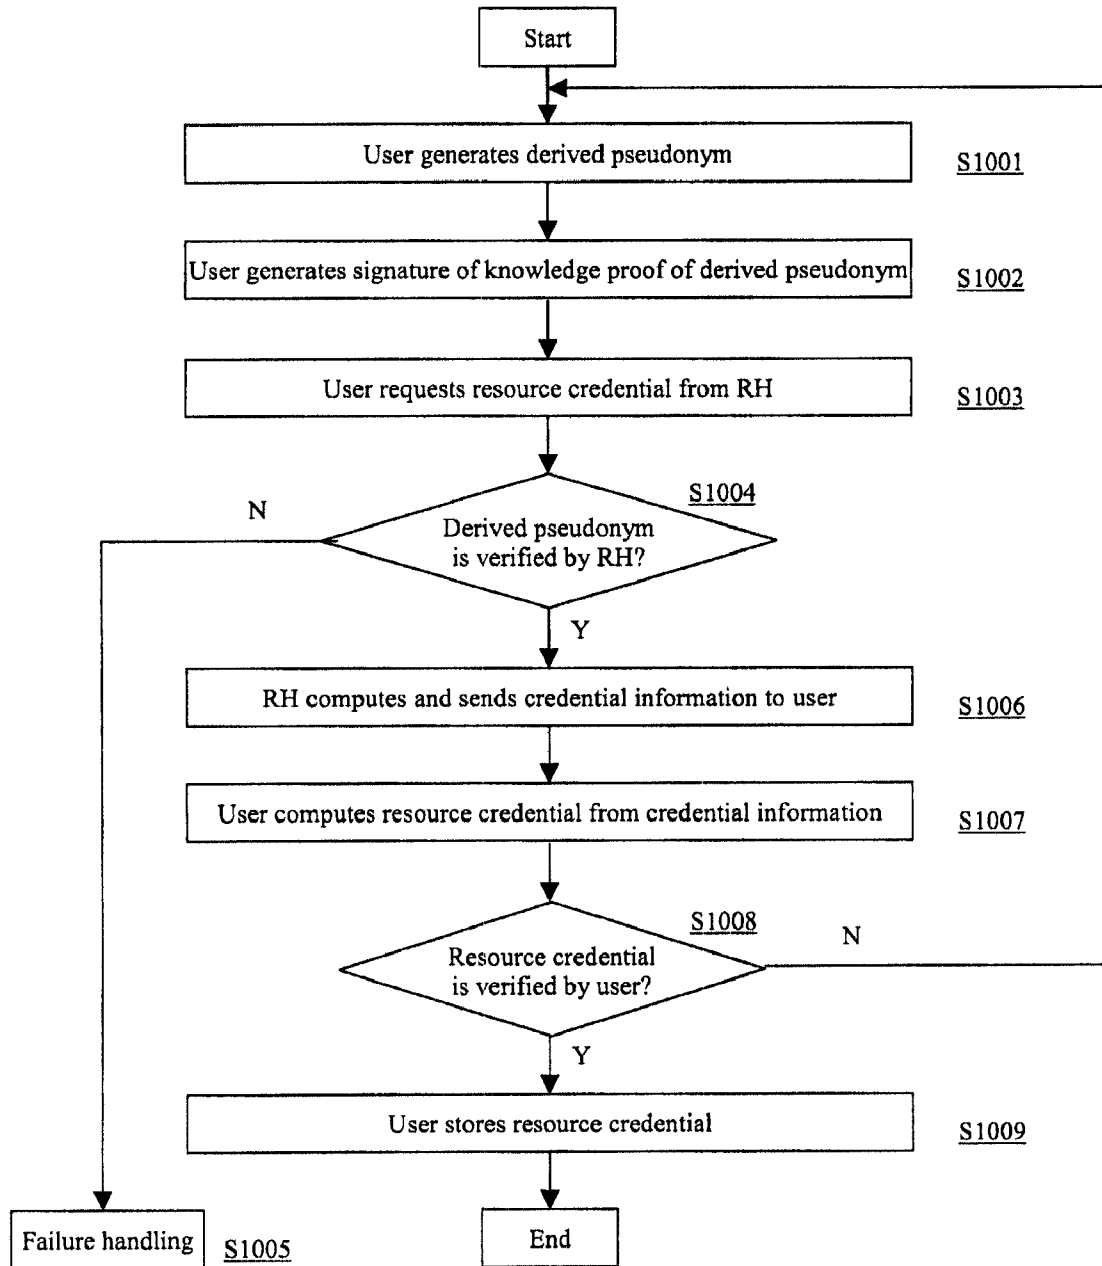 Start
User generates derived pseudonym
S1001
User generates signature of knowledge proof of derived pseudonym
S1002
User requests resource credential from RH
S1003
S1004
N
Derived pseudonym
is verified by RH?
Y
RH computes and sends credential information to user
S1006
User computes resource credential from credential information
S1007
S1008
N
Resource credential
is verified by user?
Y
User stores resource credential
S1009
Failure handling
S1005
End